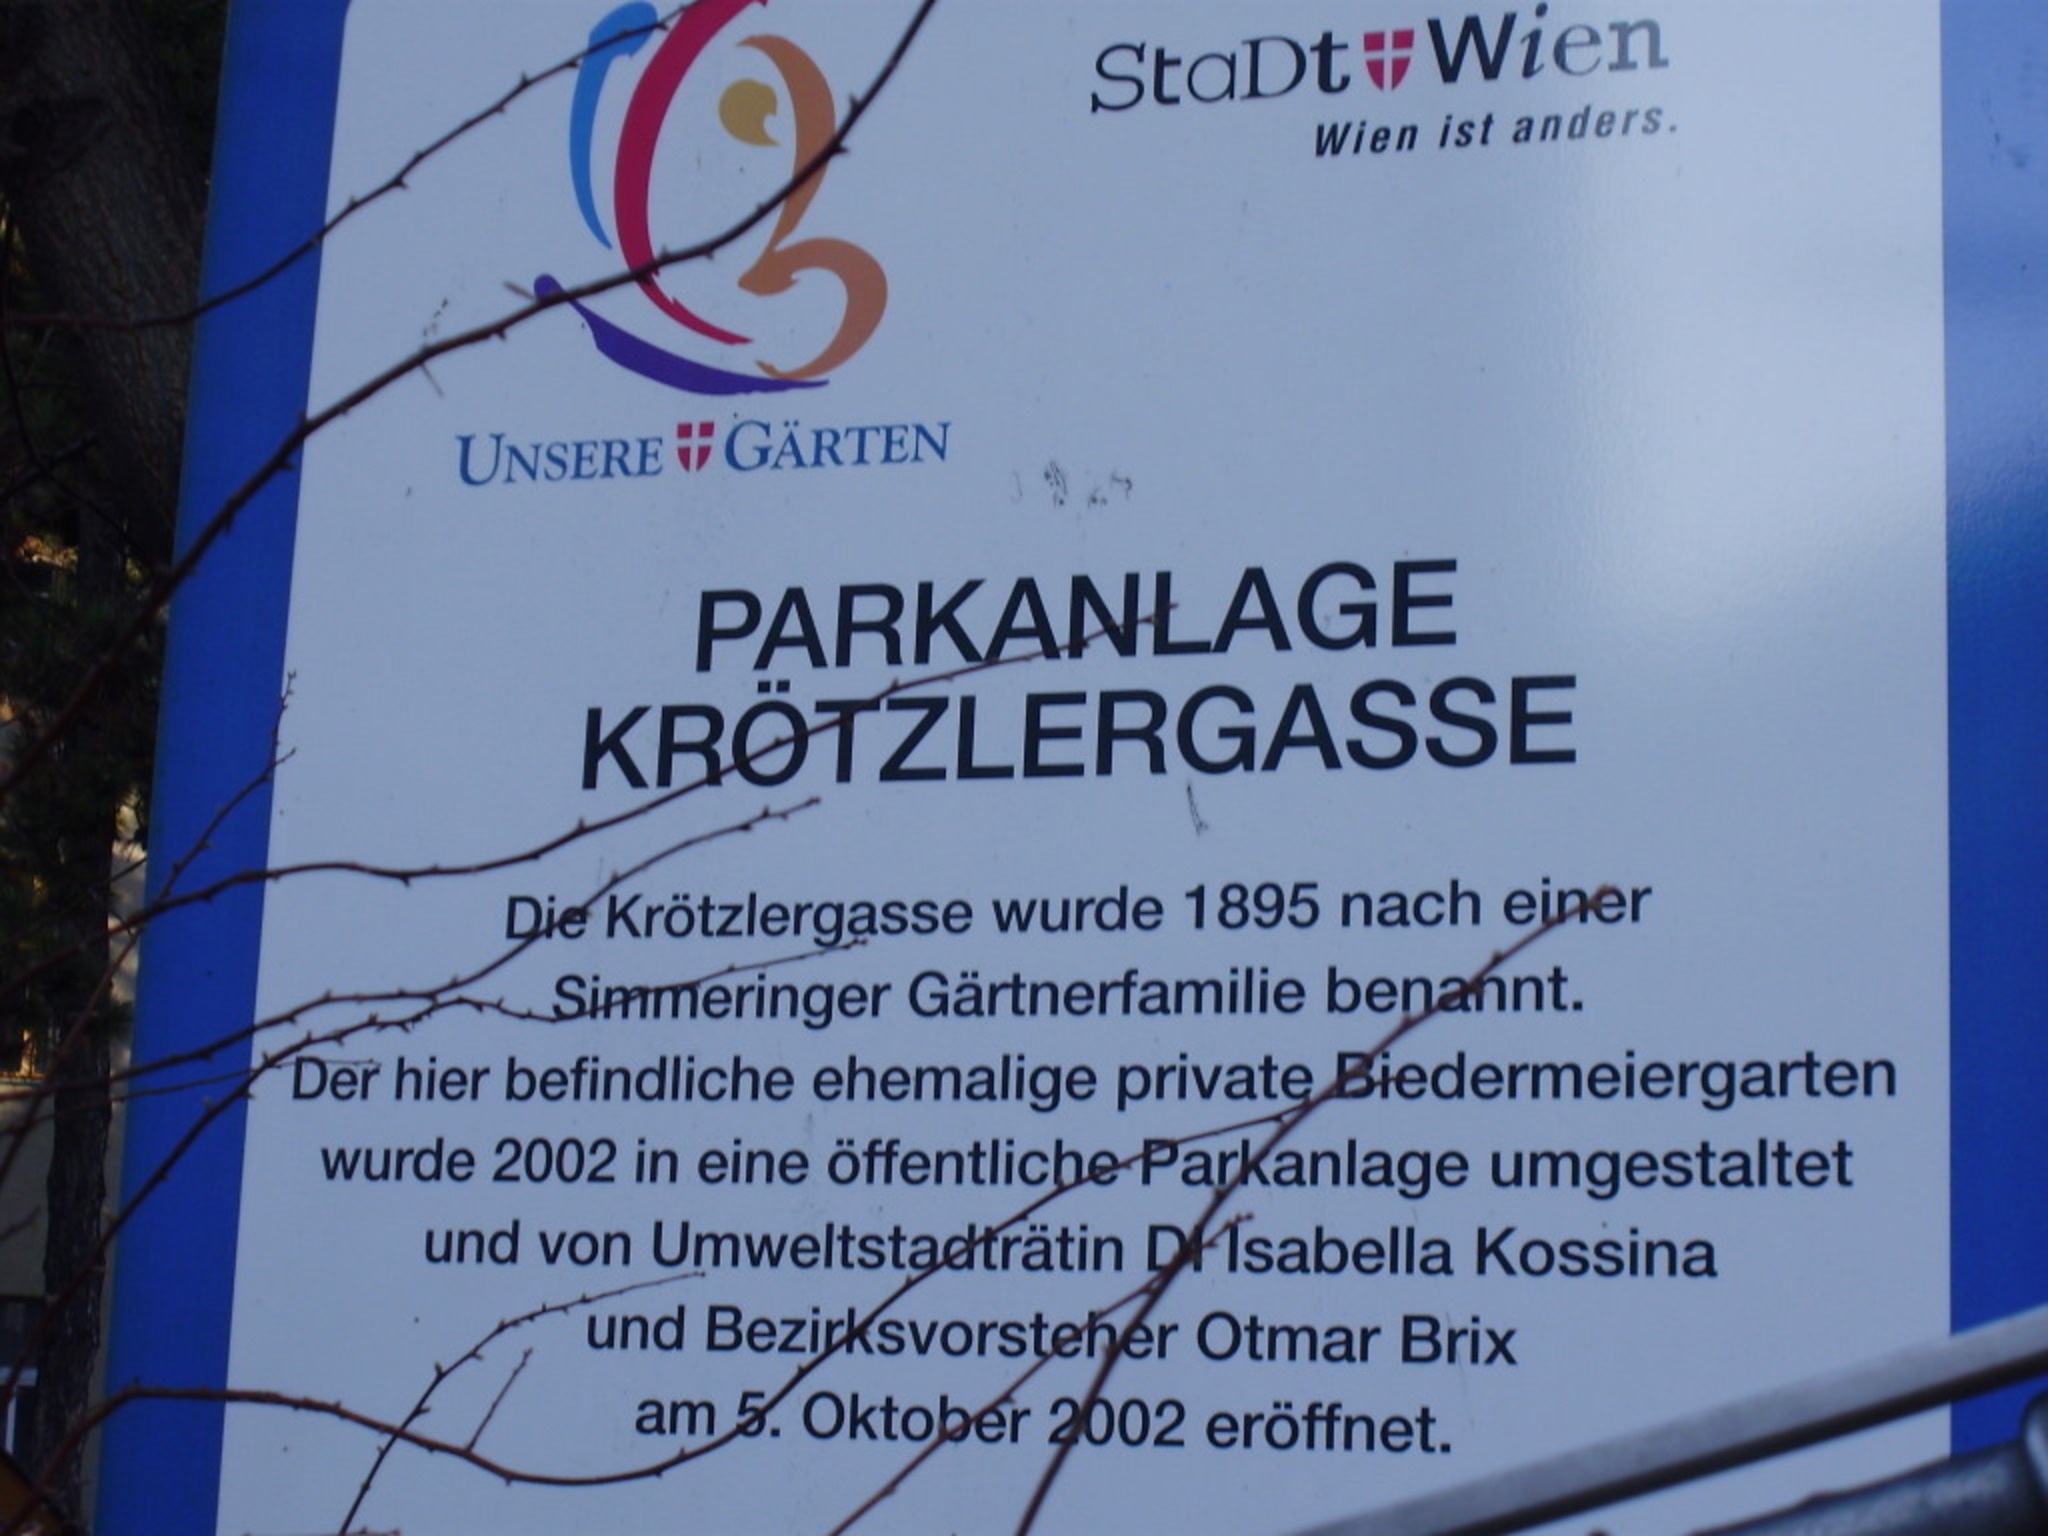 StaDt Wien
Wien ist anders.
UNSERE GÄRTEN
PARKANLAGE
KRÖTZLERGASSE
Die Krötzlergasse wurde 1895 nach einer
Simmeringer Gärtnerfamilie benannt.
Der hier befindliche ehemalige private Biedermeiergarten
wurde 2002 in eine öffentliche Parkanlage umgestaltet
und von Umweltstadträtin DI Isabella Kossina
und Bezirksvorsteher Otmar Brix
am 5. Oktober 2002 eröffnet.